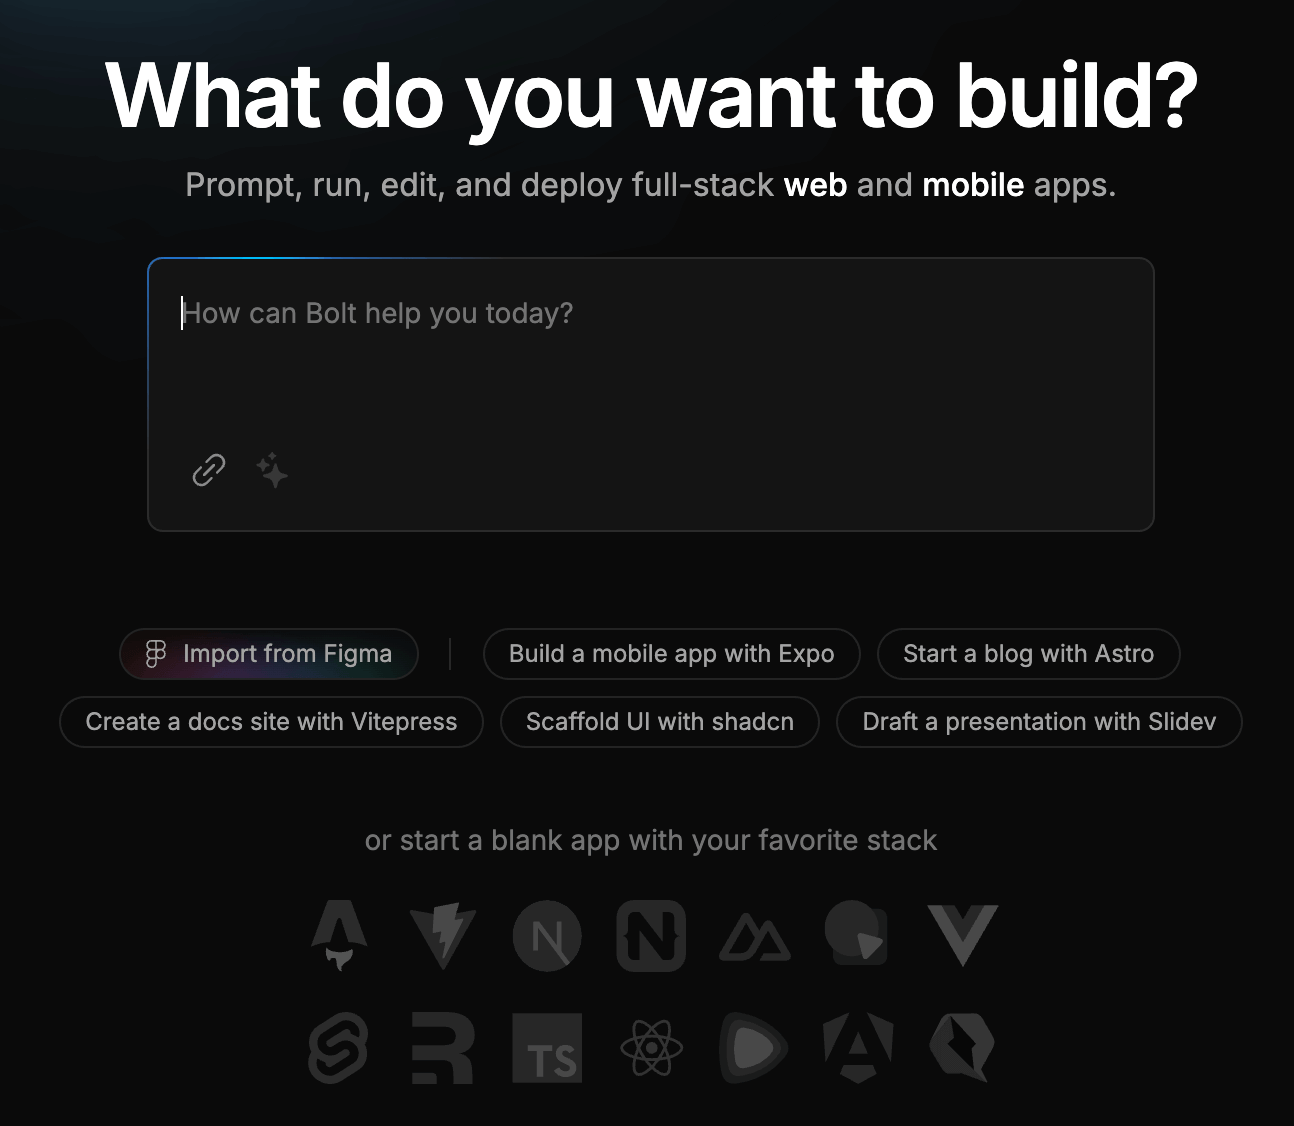 What do you want to build?
Prompt, run, edit, and deploy full-stack web and mobile apps.
How can Bolt help you today?
Import from Figma
Build a mobile app with Expo
Start a blog with Astro
Create a docs site with Vitepress
Scaffold UI with shadcn
Draft a presentation with Slidev
or start a blank app with your favorite stack
N
N
TS